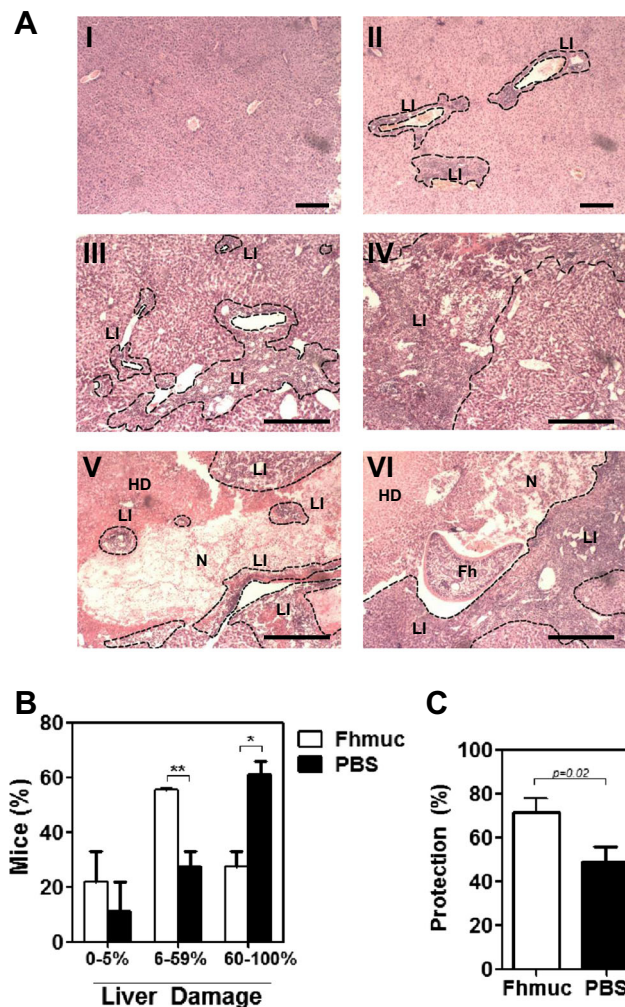 A
I
II
LI
LI
LI
III
LI
LI
LI
IV
LI
V
LI
HD
LI
LI
N
LI
LI
VI
N
HD
LI
Fh
LI
B
80
60
40
20
0
Mice (%)
**
*
Fhmuc
PBS
0-5% 6-59% 60-100%
Liver Damage
C
100
80
60
40
20
0
Protection (%)
p=0.02
Fhmuc PBS